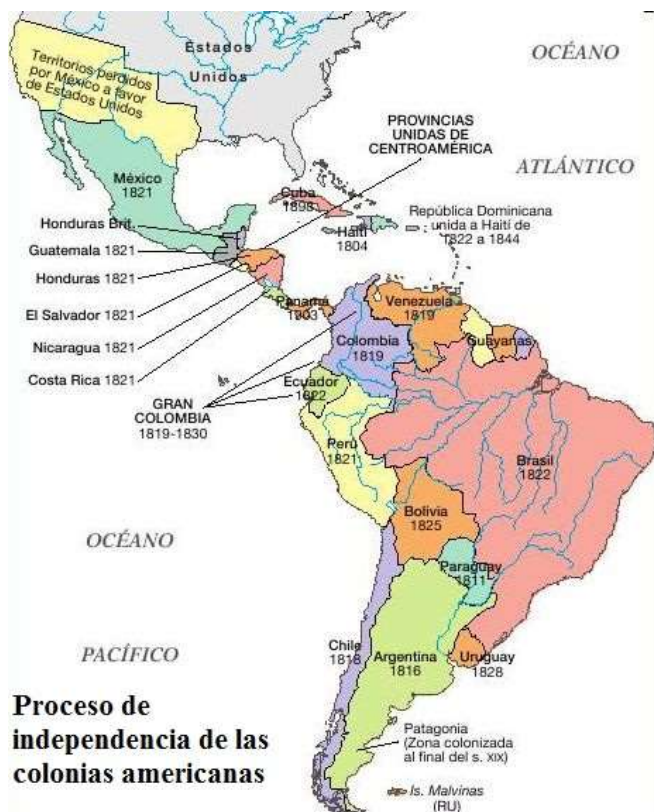 Estados
Unidos
Territorios perdidos
por México a favor
de Estados Unidos
OCÉANO
ATLÁNTICO
PROVINCIAS
UNIDAS DE
CENTROAMÉRICA
México
1821
Cuba
1898
Haití
1804
República Dominicana
unida a Haití de
1822 a 1844
Honduras Brit.
Guatemala 1821
Honduras 1821
El Salvador 1821
Nicaragua 1821
Costa Rica 1821
Panamá
1903
Venezuela
1819
Colombia
1819
Guayanas
Ecuador
1822
GRAN
COLOMBIA
1819-1830
Perú
1821
Brasil
1822
Bolivia
1825
OCÉANO
PACÍFICO
Paraguay
1811
Chile
1818
Argentina
1816
Uruguay
1828
Patagonia
(Zona colonizada
al final del s. XIX)
Is. Malvinas
(RU)
Proceso de
independencia de las
colonias americanas